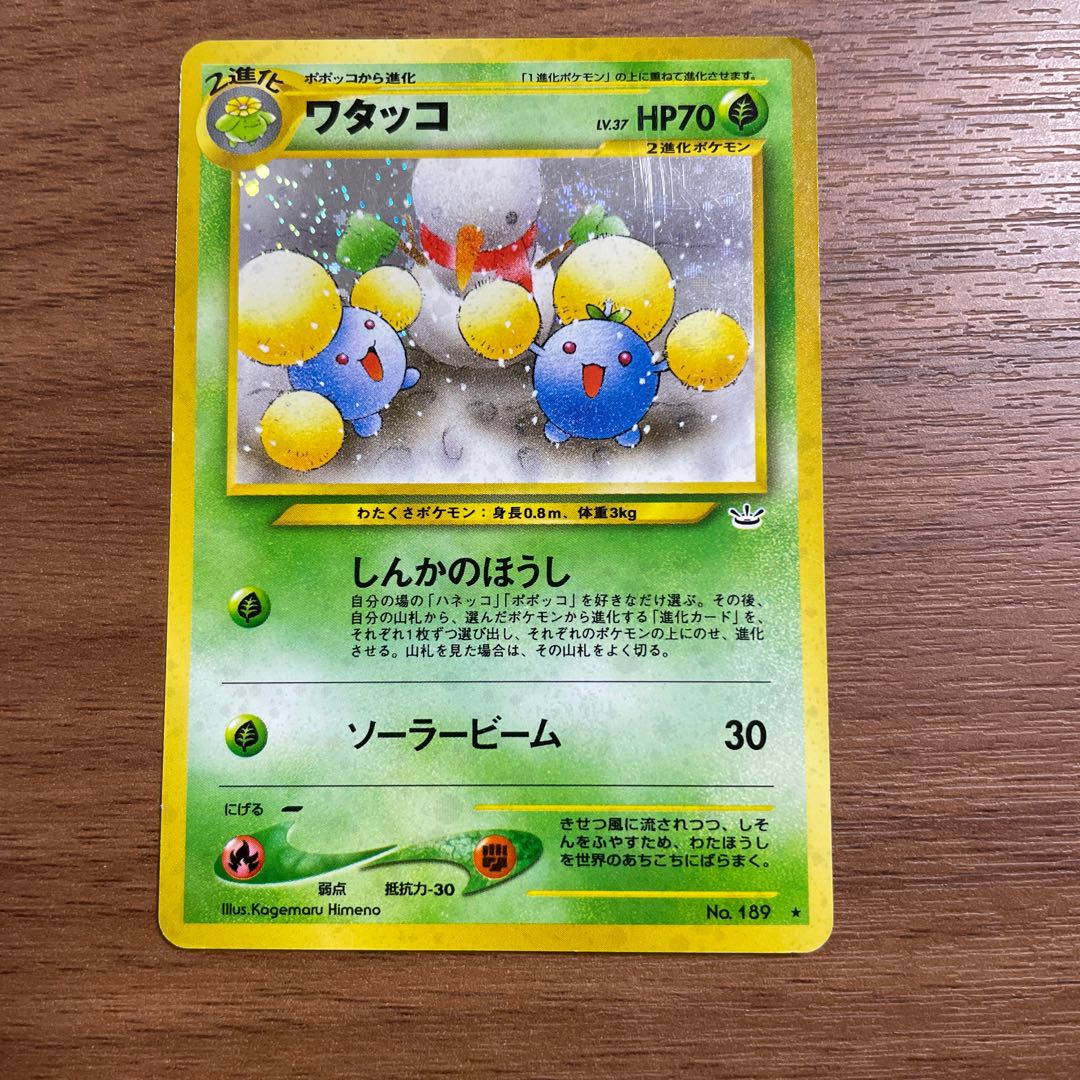 2進化
ポポッコから進化
「1進化ポケモン」の上に重ねて進化させます。
ワタッコ
LV.37 HP70
2進化ポケモン
わたくさポケモン：身長0.8m、体重3kg
しんかのほうし
自分の場の「ハネッコ」「ポポッコ」を好きなだけ選ぶ。その後、
自分の山札から、選んだポケモンから進化する「進化カード」を、
それぞれ1枚ずつ選び出し、それぞれのポケモンの上にのせ、進化
させる。山札を見た場合は、その山札をよく切る。
ソーラービーム 30
にげる
弱点 抵抗力-30
きせつ風に流されつつ、しそ
んをふやすため、わたほうし
を世界のあちこちにばらまく。
Illus.Kagemaru Himeno
No. 189 ★